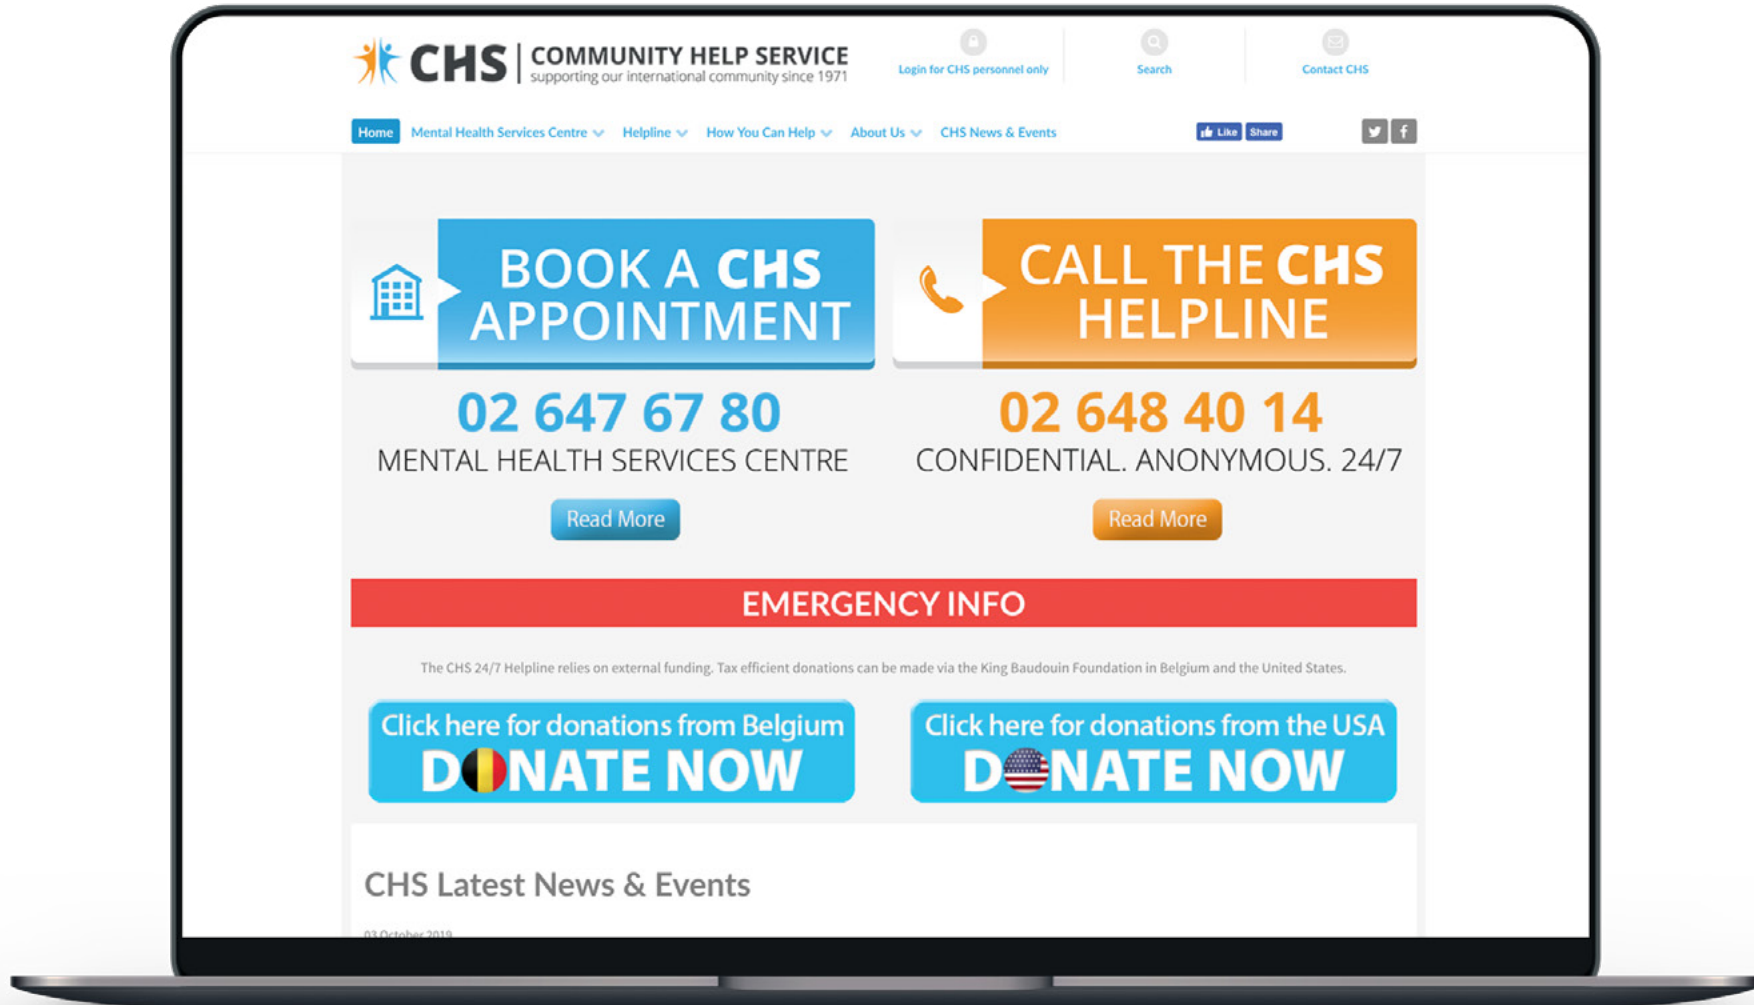 CHS | COMMUNITY HELP SERVICE
supporting our international community since 1971
Login for CHS personnel only
Search
Contact CHS
Home Mental Health Services Centre Helpline How You Can Help About Us CHS News & Events
Like Share
BOOK A CHS
APPOINTMENT
02 647 67 80
MENTAL HEALTH SERVICES CENTRE
Read More
CALL THE CHS
HELPLINE
02 648 40 14
CONFIDENTIAL. ANONYMOUS. 24/7
Read More
EMERGENCY INFO
The CHS 24/7 Helpline relies on external funding. Tax efficient donations can be made via the King Baudouin Foundation in Belgium and the United States.
Click here for donations from Belgium
DONATE NOW
Click here for donations from the USA
DONATE NOW
CHS Latest News & Events
03 October 2019